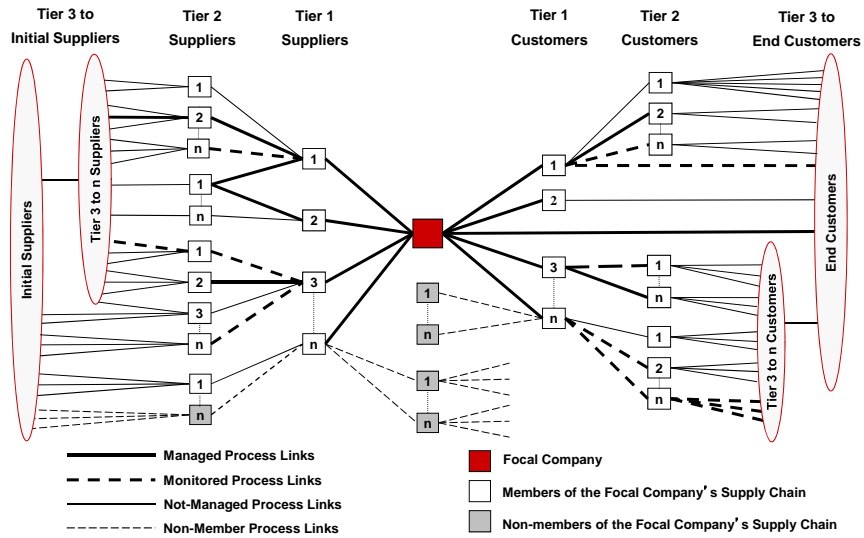 Tier 3 to
Initial Suppliers
Tier 2
Suppliers
Tier 1
Suppliers
Tier 1
Customers
Tier 2
Customers
Tier 3 to
End Customers
Initial Suppliers
Tier 3 to n Suppliers
1
2
n
1
n
1
2
3
n
1
n
1
2
3
n
1
n
1
n
1
2
3
n
1
2
n
1
n
1
2
n
Tier 3 to n Customers
End Customers
Managed Process Links
Monitored Process Links
Not-Managed Process Links
Non-Member Process Links
Focal Company
Members of the Focal Company's Supply Chain
Non-members of the Focal Company's Supply Chain